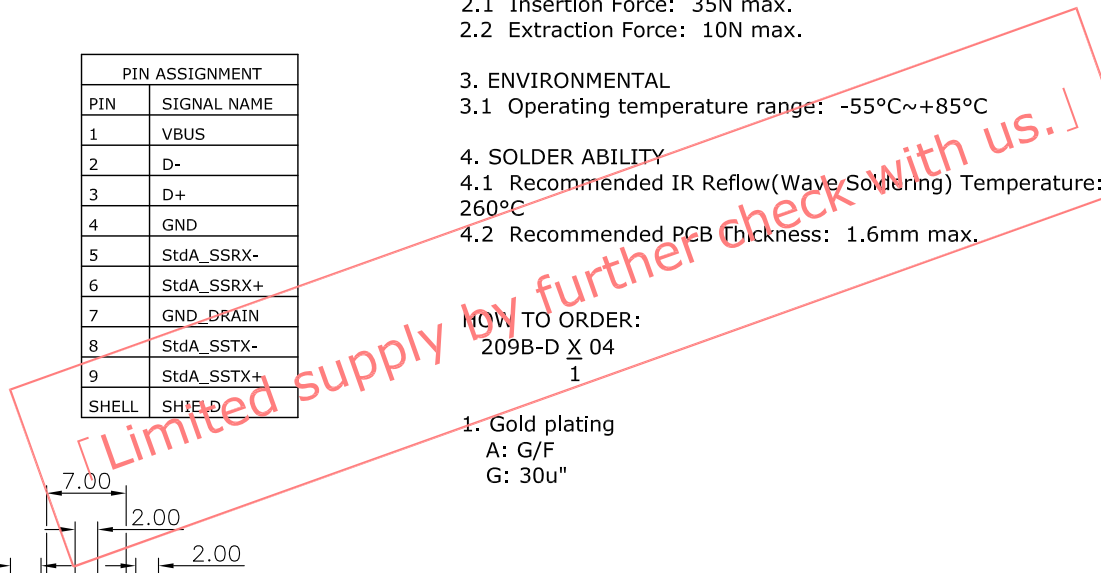 2.1 Insertion Force: 35N max.
2.2 Extraction Force: 10N max.
PIN ASSIGNMENT
PIN SIGNAL NAME
1 VBUS
2 D-
3 D+
4 GND
5 StdA_SSRX-
6 StdA_SSRX+
7 GND_DRAIN
8 StdA_SSTX-
9 StdA_SSTX+
SHELL SHIELD
3. ENVIRONMENTAL
3.1 Operating temperature range: -55°C~+85°C
4. SOLDER ABILITY
4.1 Recommended IR Reflow(Wave Soldering) Temperature:
260°C
4.2 Recommended PCB Thickness: 1.6mm max.
HOW TO ORDER:
209B-D X 04
1
1. Gold plating
A: G/F
G: 30u"
「Limited supply by further check with us.」
7.00
2.00
2.00